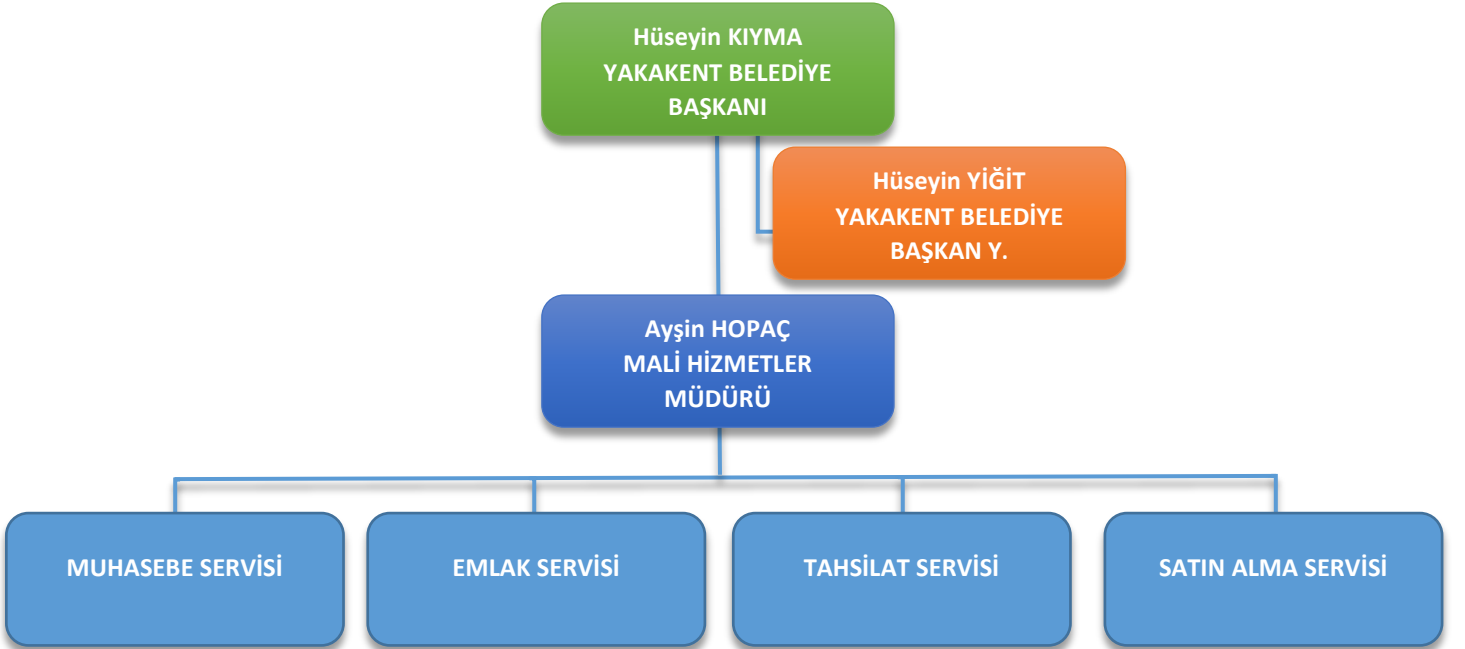 Hüseyin KIYMA
YAKAKENT BELEDİYE
BAŞKANI
Hüseyin YİĞİT
YAKAKENT BELEDİYE
BAŞKAN Y.
Ayşin HOPAÇ
MALİ HİZMETLER
MÜDÜRÜ
MUHASEBE SERVİSİ
EMLAK SERVİSİ
TAHSİLAT SERVİSİ
SATIN ALMA SERVİSİ